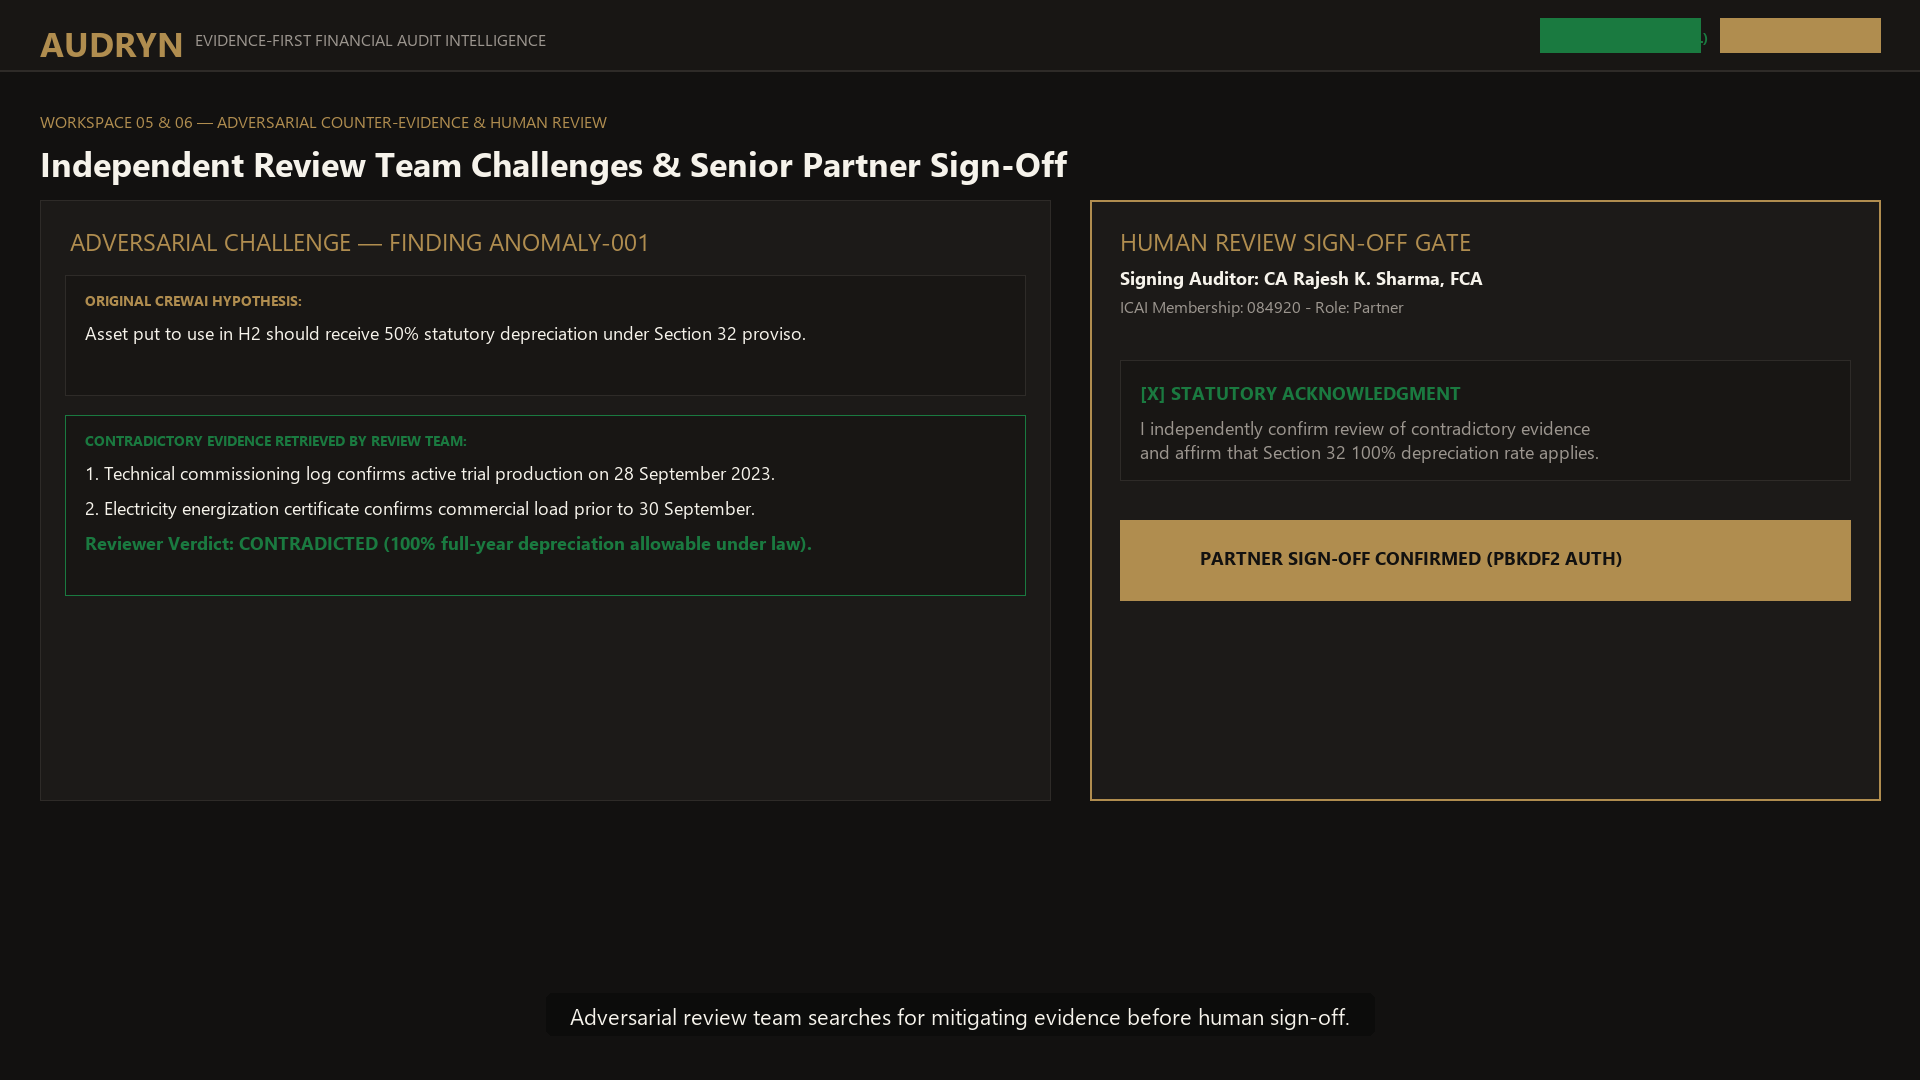 AUDRYN EVIDENCE-FIRST FINANCIAL AUDIT INTELLIGENCE
WORKSPACE 05 & 06 — ADVERSARIAL COUNTER-EVIDENCE & HUMAN REVIEW
Independent Review Team Challenges & Senior Partner Sign-Off
ADVERSARIAL CHALLENGE — FINDING ANOMALY-001
ORIGINAL CREWAI HYPOTHESIS:
Asset put to use in H2 should receive 50% statutory depreciation under Section 32 proviso.
CONTRADICTORY EVIDENCE RETRIEVED BY REVIEW TEAM:
1. Technical commissioning log confirms active trial production on 28 September 2023.
2. Electricity energization certificate confirms commercial load prior to 30 September.
Reviewer Verdict: CONTRADICTED (100% full-year depreciation allowable under law).
HUMAN REVIEW SIGN-OFF GATE
Signing Auditor: CA Rajesh K. Sharma, FCA
ICAI Membership: 084920 - Role: Partner
[X] STATUTORY ACKNOWLEDGMENT
I independently confirm review of contradictory evidence
and affirm that Section 32 100% depreciation rate applies.
PARTNER SIGN-OFF CONFIRMED (PBKDF2 AUTH)
Adversarial review team searches for mitigating evidence before human sign-off.